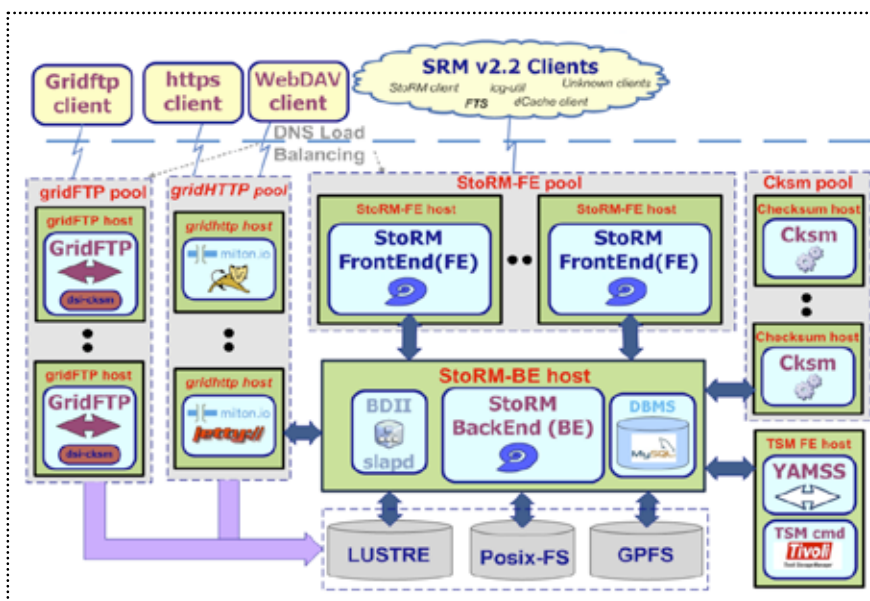 Gridftp
client
https
client
WebDAV
client
SRM v2.2 Clients
StoRM client
lcg-util
Unknown clients
FTS
dCache client
DNS Load
Balancing
gridFTP pool
gridHTTP pool
StoRM-FE pool
Cksm pool
gridFTP host
GridFTP
dsi-cksm
gridFTP host
GridFTP
dsi-cksm
gridhttp host
miton.io
gridhttp host
miton.io
jetty://
StoRM-FE host
StoRM
FrontEnd(FE)
StoRM-FE host
StoRM
FrontEnd(FE)
Checksum host
Cksm
Checksum host
Cksm
StoRM-BE host
BDII
slapd
StoRM
BackEnd (BE)
DBMS
MySQL
TSM FE host
YAMSS
TSM cmd
Tivoli
LUSTRE
Posix-FS
GPFS